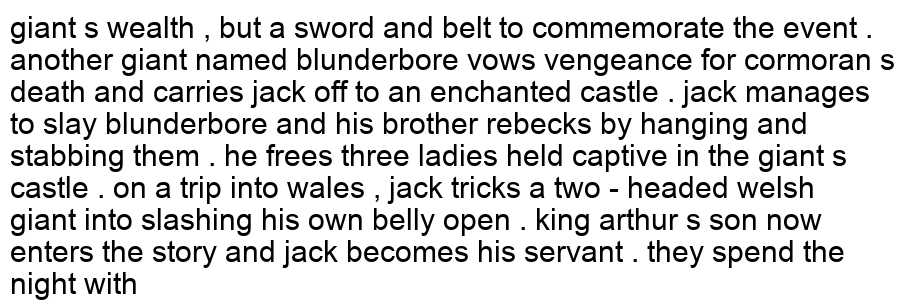 giant s wealth , but a sword and belt to commemorate the event .
another giant named blunderbore vows vengeance for cormoran s
death and carries jack off to an enchanted castle . jack manages
to slay blunderbore and his brother rebecks by hanging and
stabbing them . he frees three ladies held captive in the giant s
castle . on a trip into wales , jack tricks a two - headed welsh
giant into slashing his own belly open . king arthur s son now
enters the story and jack becomes his servant . they spend the
night with